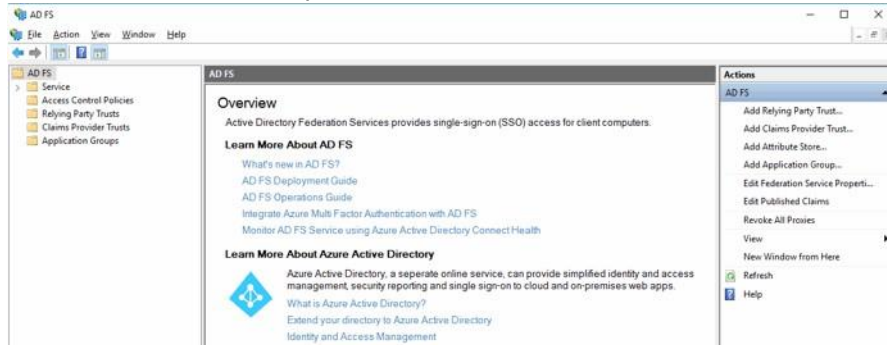 AD FS
File Action View Window Help
AD FS
Service
Access Control Policies
Relying Party Trusts
Claims Provider Trusts
Application Groups
AD FS
Overview
Active Directory Federation Services provides single-sign-on (SSO) access for client computers.
Learn More About AD FS
What's new in AD FS?
AD FS Deployment Guide
AD FS Operations Guide
Integrate Azure Multi Factor Authentication with AD FS
Monitor AD FS Service using Azure Active Directory Connect Health
Learn More About Azure Active Directory
Azure Active Directory, a seperate online service, can provide simplified identity and access
management, security reporting and single sign-on to cloud and on-premises web apps.
What is Azure Active Directory?
Extend your directory to Azure Active Directory
Identity and Access Management
Actions
AD FS
Add Relying Party Trust...
Add Claims Provider Trust...
Add Attribute Store...
Add Application Group...
Edit Federation Service Properti...
Edit Published Claims
Revoke All Proxies
View
New Window from Here
Refresh
Help